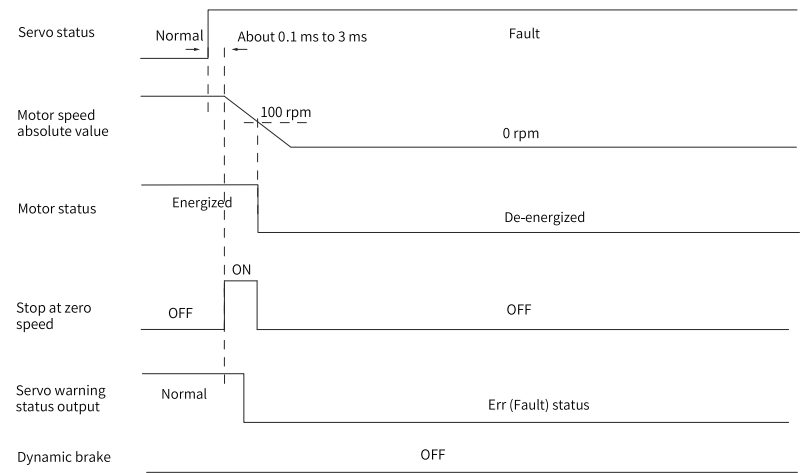 Servo status
Normal
About 0.1 ms to 3 ms
Fault
Motor speed
absolute value
100 rpm
0 rpm
Motor status
Energized
De-energized
ON
Stop at zero
speed
OFF
OFF
Servo warning
status output
Normal
Err (Fault) status
Dynamic brake
OFF